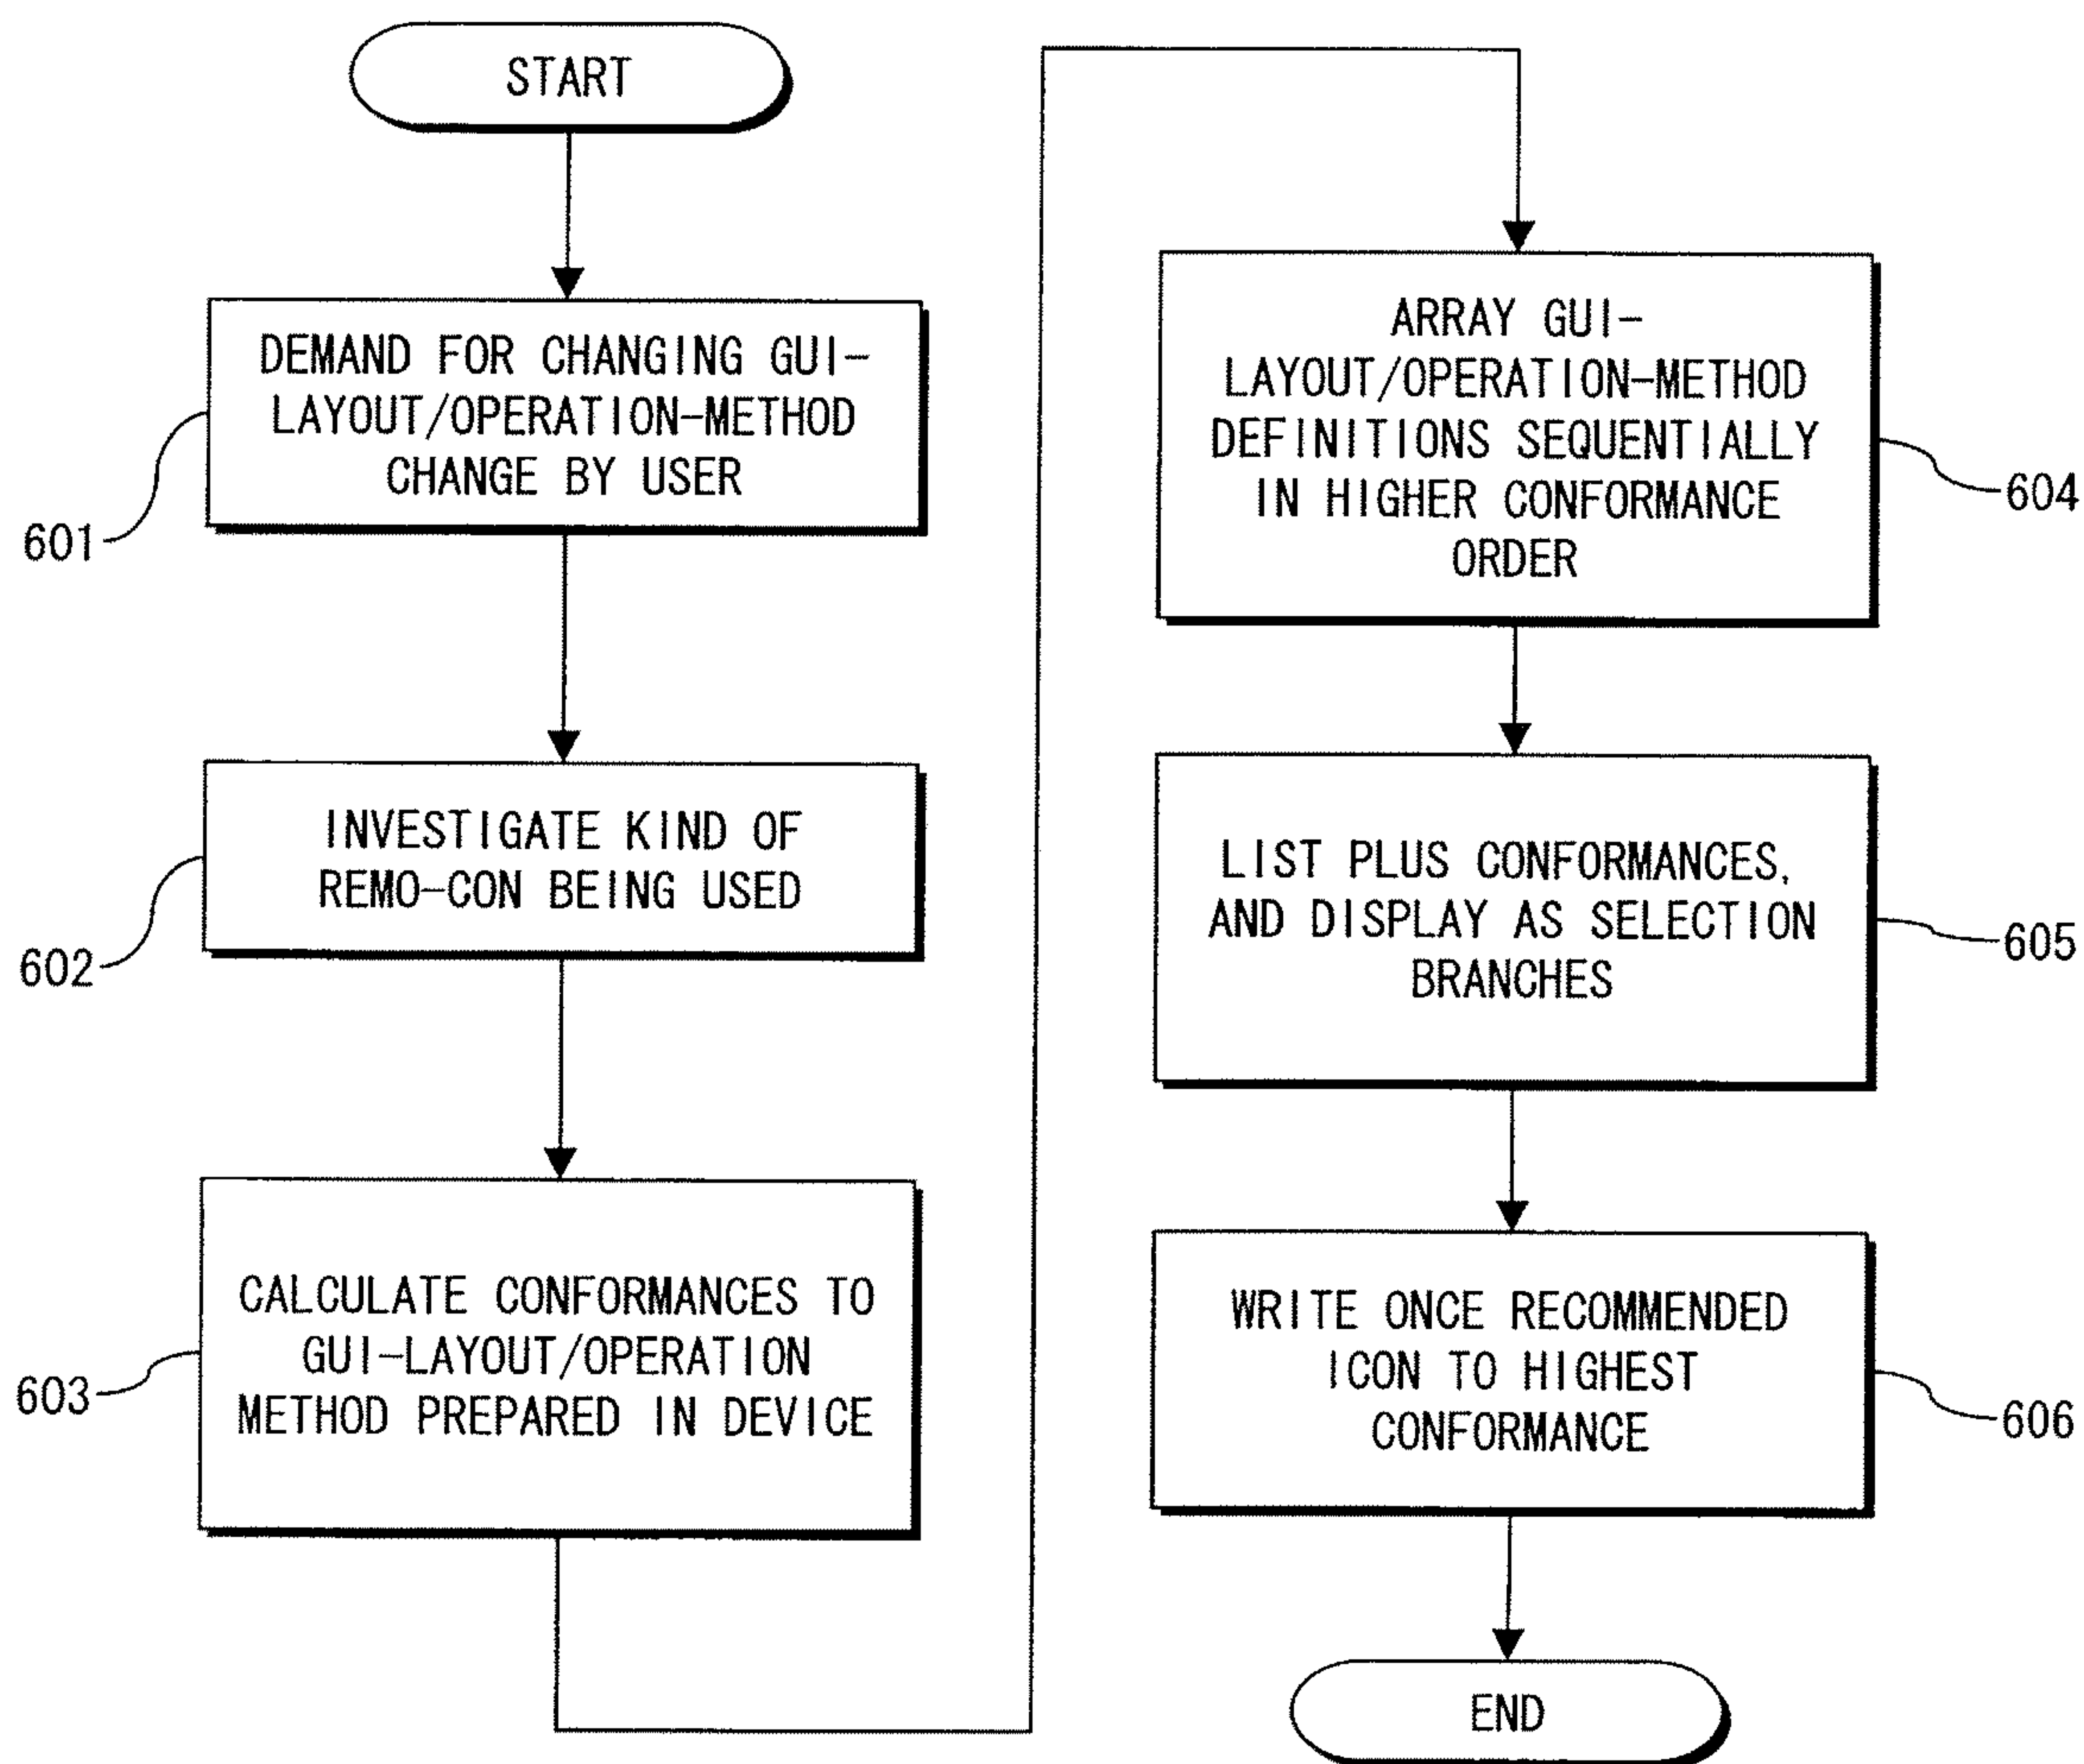 START
DEMAND FOR CHANGING GUI-
LAYOUT/OPERATION-METHOD
CHANGE BY USER
601
INVESTIGATE KIND OF
REMO-CON BEING USED
602
CALCULATE CONFORMANCES TO
GUI-LAYOUT/OPERATION
METHOD PREPARED IN DEVICE
603
ARRAY GUI-
LAYOUT/OPERATION-METHOD
DEFINITIONS SEQUENTIALLY
IN HIGHER CONFORMANCE
ORDER
604
LIST PLUS CONFORMANCES,
AND DISPLAY AS SELECTION
BRANCHES
605
WRITE ONCE RECOMMENDED
ICON TO HIGHEST
CONFORMANCE
606
END